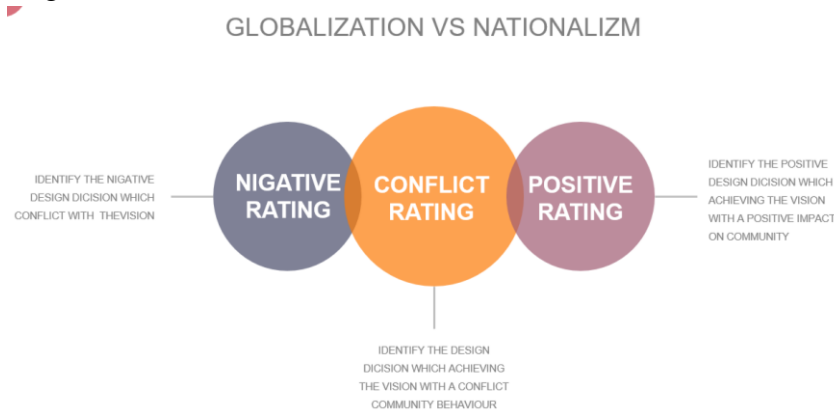 GLOBALIZATION VS NATIONALIZM
IDENTIFY THE NIGATIVE
DESIGN DICISION WHICH
CONFLICT WITH THEVISION
NIGATIVE
RATING
CONFLICT
RATING
POSITIVE
RATING
IDENTIFY THE POSITIVE
DESIGN DICISION WHICH
ACHIEVING THE VISION
WITH A POSITIVE IMPACT
ON COMMUNITY
IDENTIFY THE DESIGN
DICISION WHICH ACHIEVING
THE VISION WITH A CONFLICT
COMMUNITY BEHAVIOUR